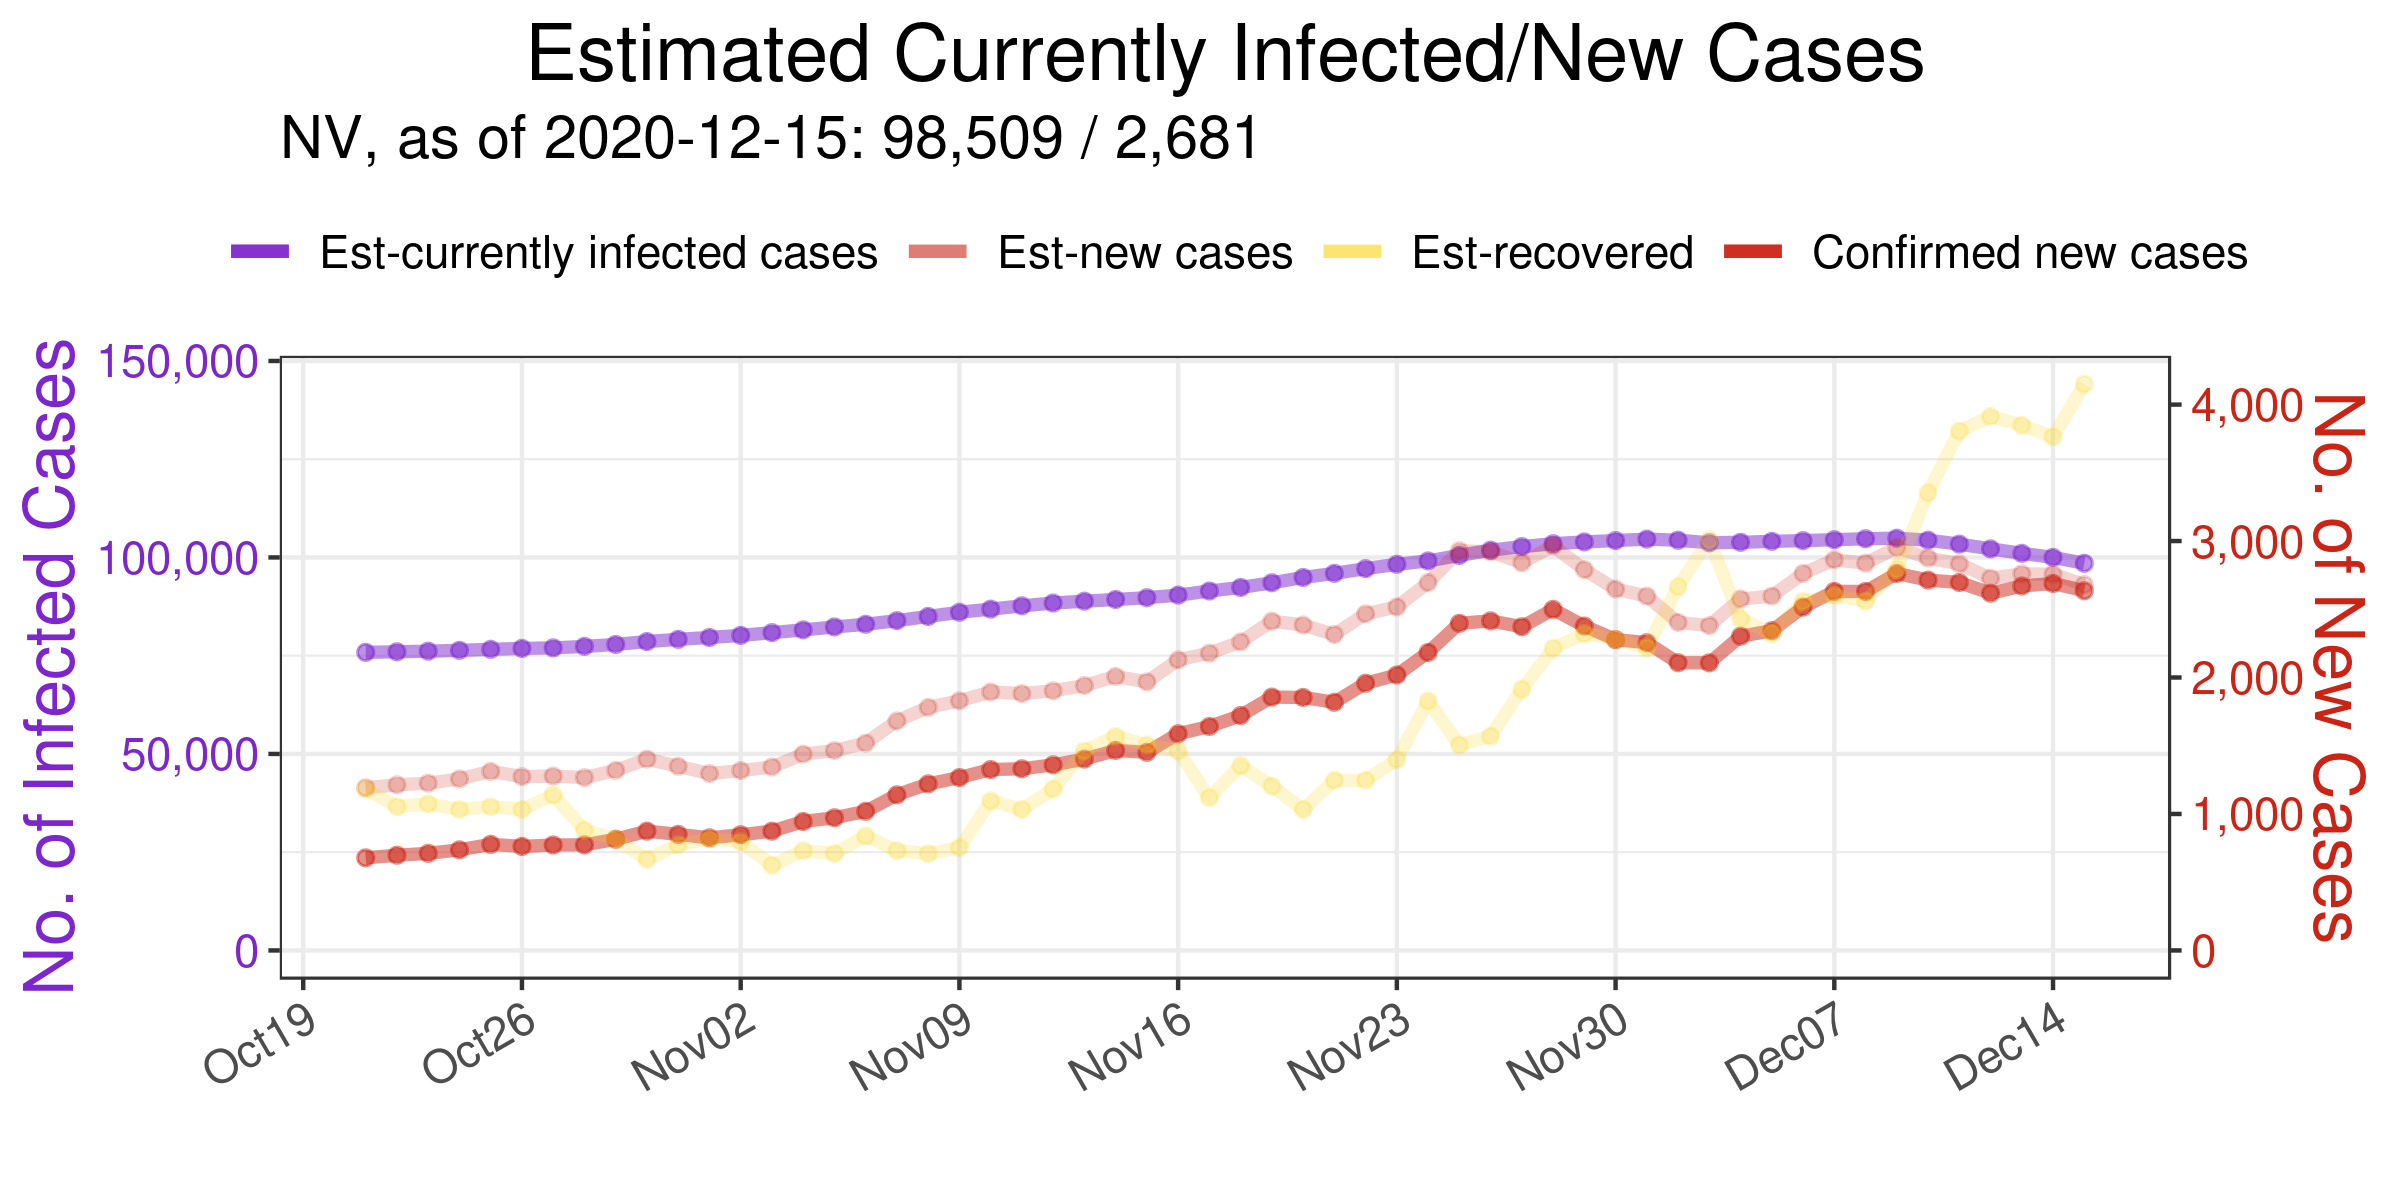 Estimated Currently Infected/New Cases
NV, as of 2020-12-15: 98,509 / 2,681
Est-currently infected cases Est-new cases Est-recovered Confirmed new cases
No. of Infected Cases
150,000
100,000
50,000
0
4,000
3,000
2,000
1,000
0
No. of New Cases
Oct19 Oct26 Nov02 Nov09 Nov16 Nov23 Nov30 Dec07 Dec14